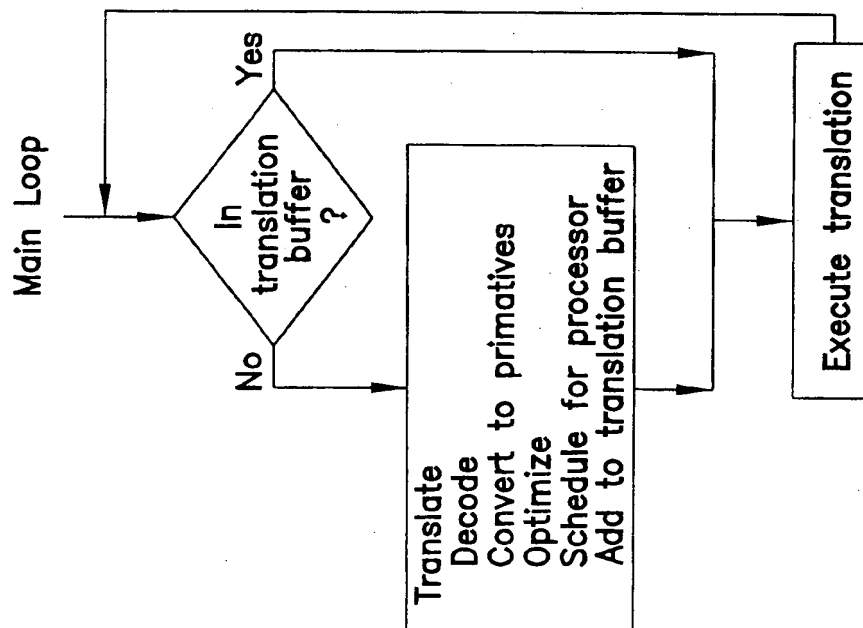 Main Loop
In
translation
buffer
?
Yes
No
Translate
Decode
Convert to primatives
Optimize
Schedule for processor
Add to translation buffer
Execute translation